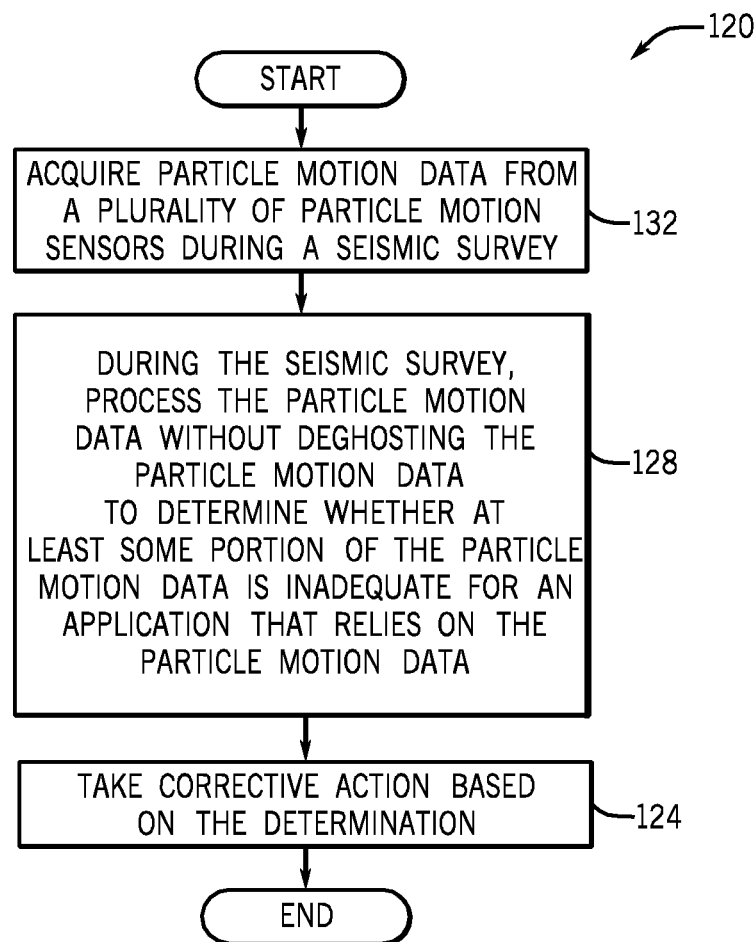 120
START
ACQUIRE PARTICLE MOTION DATA FROM
A PLURALITY OF PARTICLE MOTION
SENSORS DURING A SEISMIC SURVEY
132
DURING THE SEISMIC SURVEY,
PROCESS THE PARTICLE MOTION
DATA WITHOUT DEGHOSTING THE
PARTICLE MOTION DATA
TO DETERMINE WHETHER AT
LEAST SOME PORTION OF THE PARTICLE
MOTION DATA IS INADEQUATE FOR AN
APPLICATION THAT RELIES ON THE
PARTICLE MOTION DATA
128
TAKE CORRECTIVE ACTION BASED
ON THE DETERMINATION
124
END